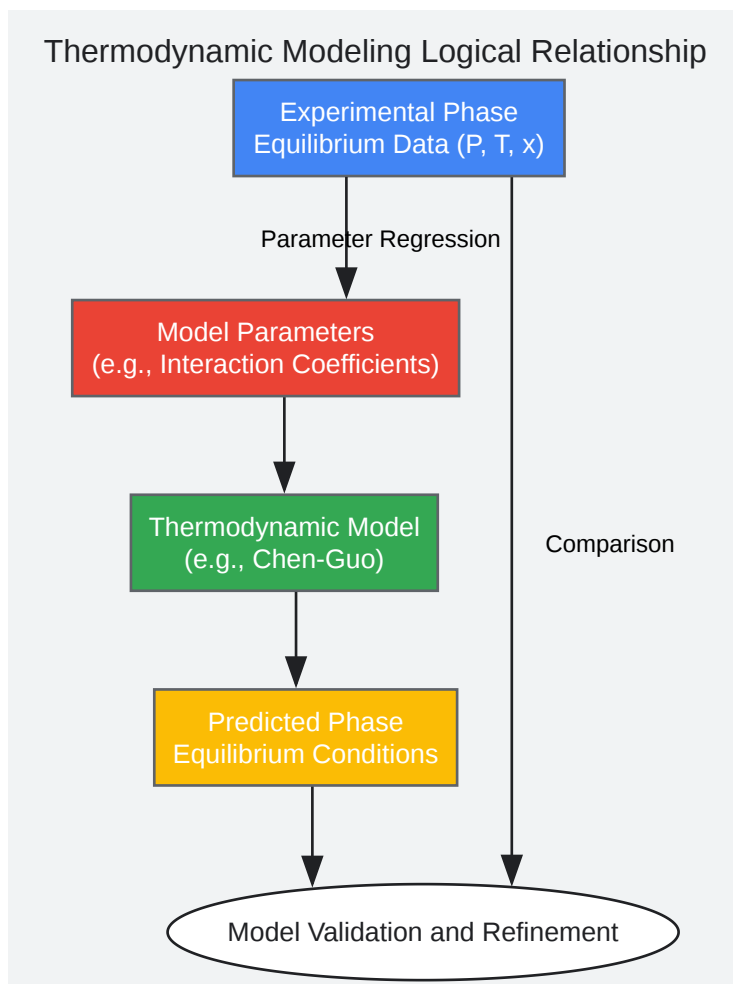 Thermodynamic Modeling Logical Relationship
Experimental Phase
Equilibrium Data (P, T, x)
Parameter Regression
Model Parameters
(e.g., Interaction Coefficients)
Thermodynamic Model
(e.g., Chen-Guo)
Comparison
Predicted Phase
Equilibrium Conditions
Model Validation and Refinement